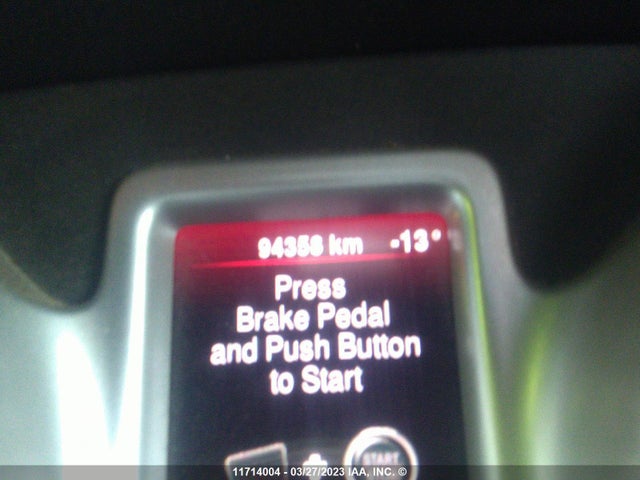 94358 km -13°
Press
Brake Pedal
and Push Button
to Start
START
11714004 – 03/27/2023 IAA, INC. ©